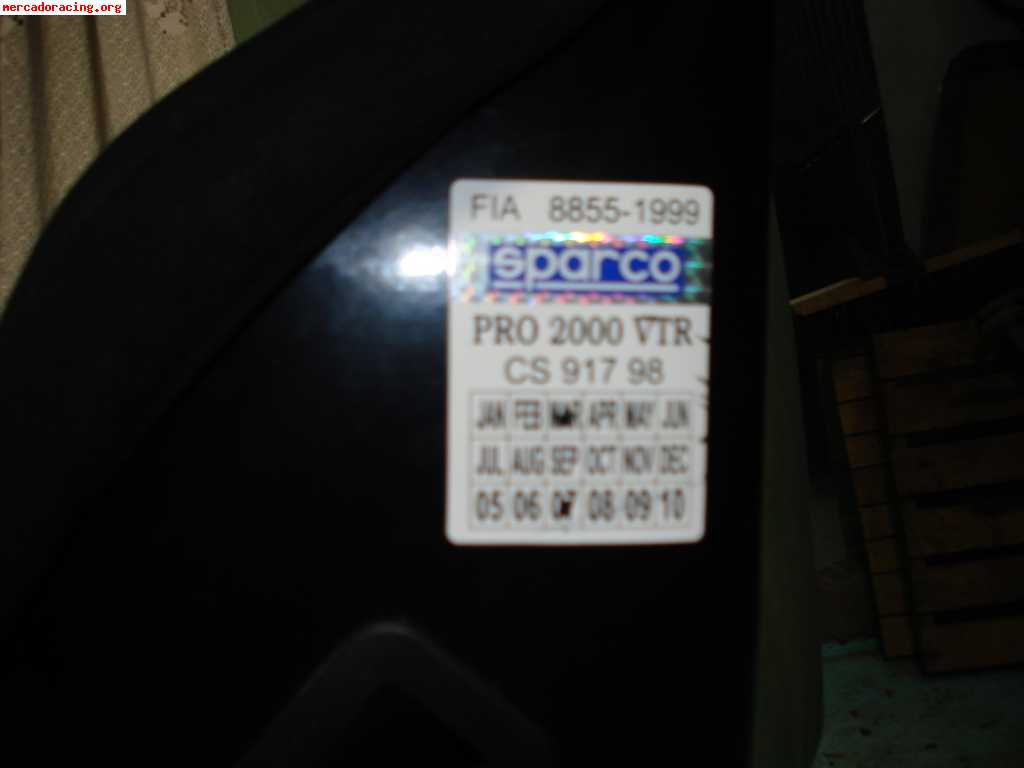 mercadoracing.org
FIA 8855-1999
sparco
PRO 2000 VTR
CS 917 98
JAN FEB MAR APR MAY JUN
JUL AUG SEP OCT NOV DEC
05 06 07 08 09 10